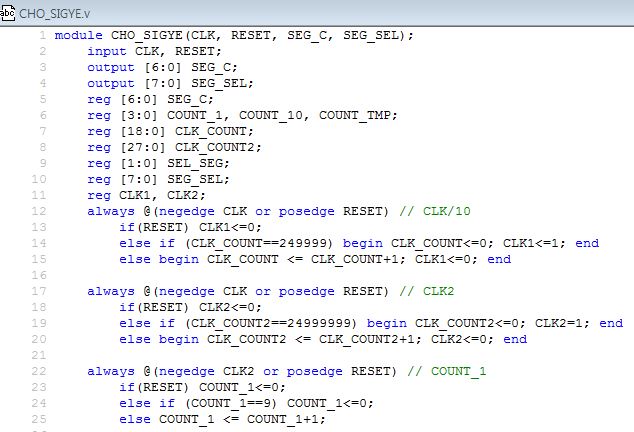 abc CHO_SIGYE.v
1 module CHO_SIGYE(CLK, RESET, SEG_C, SEG_SEL);
2 input CLK, RESET;
3 output [6:0] SEG_C;
4 output [7:0] SEG_SEL;
5 reg [6:0] SEG_C;
6 reg [3:0] COUNT_1, COUNT_10, COUNT_TMP;
7 reg [18:0] CLK_COUNT;
8 reg [27:0] CLK_COUNT2;
9 reg [1:0] SEL_SEG;
10 reg [7:0] SEG_SEL;
11 reg CLK1, CLK2;
12 always @(negedge CLK or posedge RESET) // CLK/10
13 if(RESET) CLK1<=0;
14 else if (CLK_COUNT==249999) begin CLK_COUNT<=0; CLK1<=1; end
15 else begin CLK_COUNT <= CLK_COUNT+1; CLK1<=0; end
16
17 always @(negedge CLK or posedge RESET) // CLK2
18 if(RESET) CLK2<=0;
19 else if (CLK_COUNT2==24999999) begin CLK_COUNT2<=0; CLK2=1; end
20 else begin CLK_COUNT2 <= CLK_COUNT2+1; CLK2<=0; end
21
22 always @(negedge CLK2 or posedge RESET) // COUNT_1
23 if(RESET) COUNT_1<=0;
24 else if (COUNT_1==9) COUNT_1<=0;
25 else COUNT_1 <= COUNT_1+1;